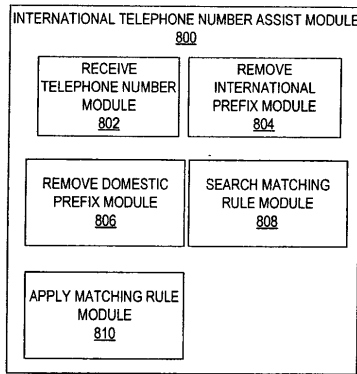 INTERNATIONAL TELEPHONE NUMBER ASSIST MODULE
800
RECEIVE
TELEPHONE NUMBER
MODULE
802
REMOVE
INTERNATIONAL
PREFIX MODULE
804
REMOVE DOMESTIC
PREFIX MODULE
806
SEARCH MATCHING
RULE MODULE
808
APPLY MATCHING RULE
MODULE
810